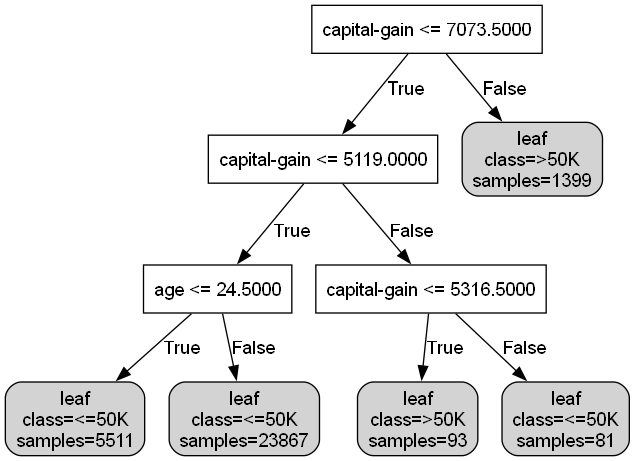 capital-gain <= 7073.5000
True
False
capital-gain <= 5119.0000
leaf
class=>50K
samples=1399
True
False
age <= 24.5000
capital-gain <= 5316.5000
True
False
True
False
leaf
class=<=50K
samples=5511
leaf
class=<=50K
samples=23867
leaf
class=>50K
samples=93
leaf
class=<=50K
samples=81